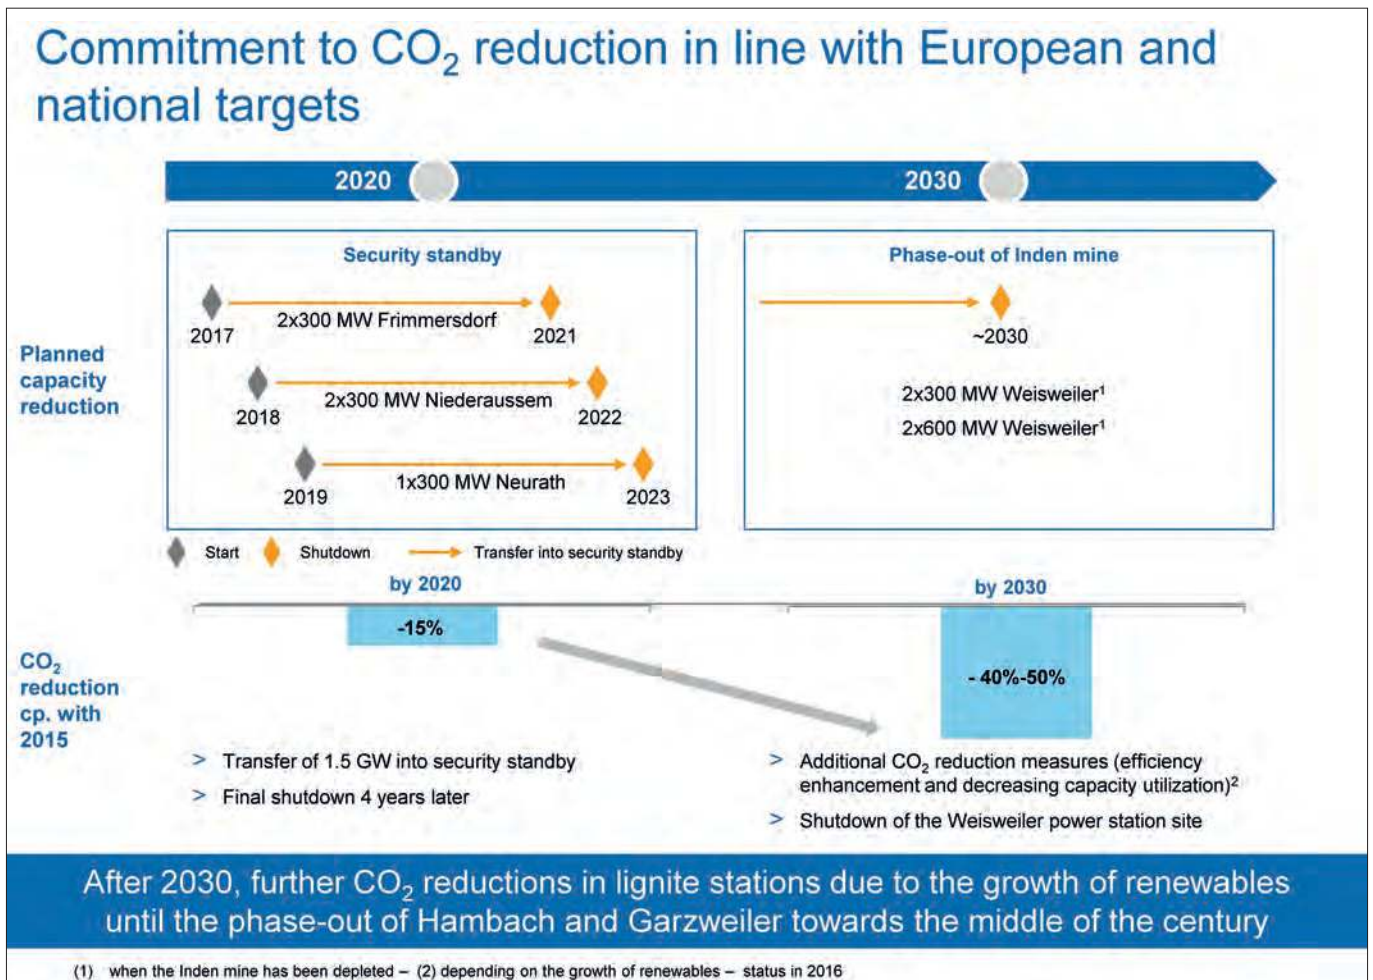 Commitment to CO₂ reduction in line with European and
national targets
2020
2030
Security standby
2017
2x300 MW Frimmersdorf
2021
2018
2x300 MW Niederaussem
2022
2019
1x300 MW Neurath
2023
Phase-out of Inden mine
~2030
2x300 MW Weisweiler¹
2x600 MW Weisweiler¹
Planned
capacity
reduction
Start
Shutdown
Transfer into security standby
by 2020
-15%
by 2030
- 40%-50%
CO₂
reduction
cp. with
2015
> Transfer of 1.5 GW into security standby
> Final shutdown 4 years later
> Additional CO₂ reduction measures (efficiency
enhancement and decreasing capacity utilization)²
> Shutdown of the Weisweiler power station site
After 2030, further CO₂ reductions in lignite stations due to the growth of renewables
until the phase-out of Hambach and Garzweiler towards the middle of the century
(1) when the Inden mine has been depleted – (2) depending on the growth of renewables – status in 2016